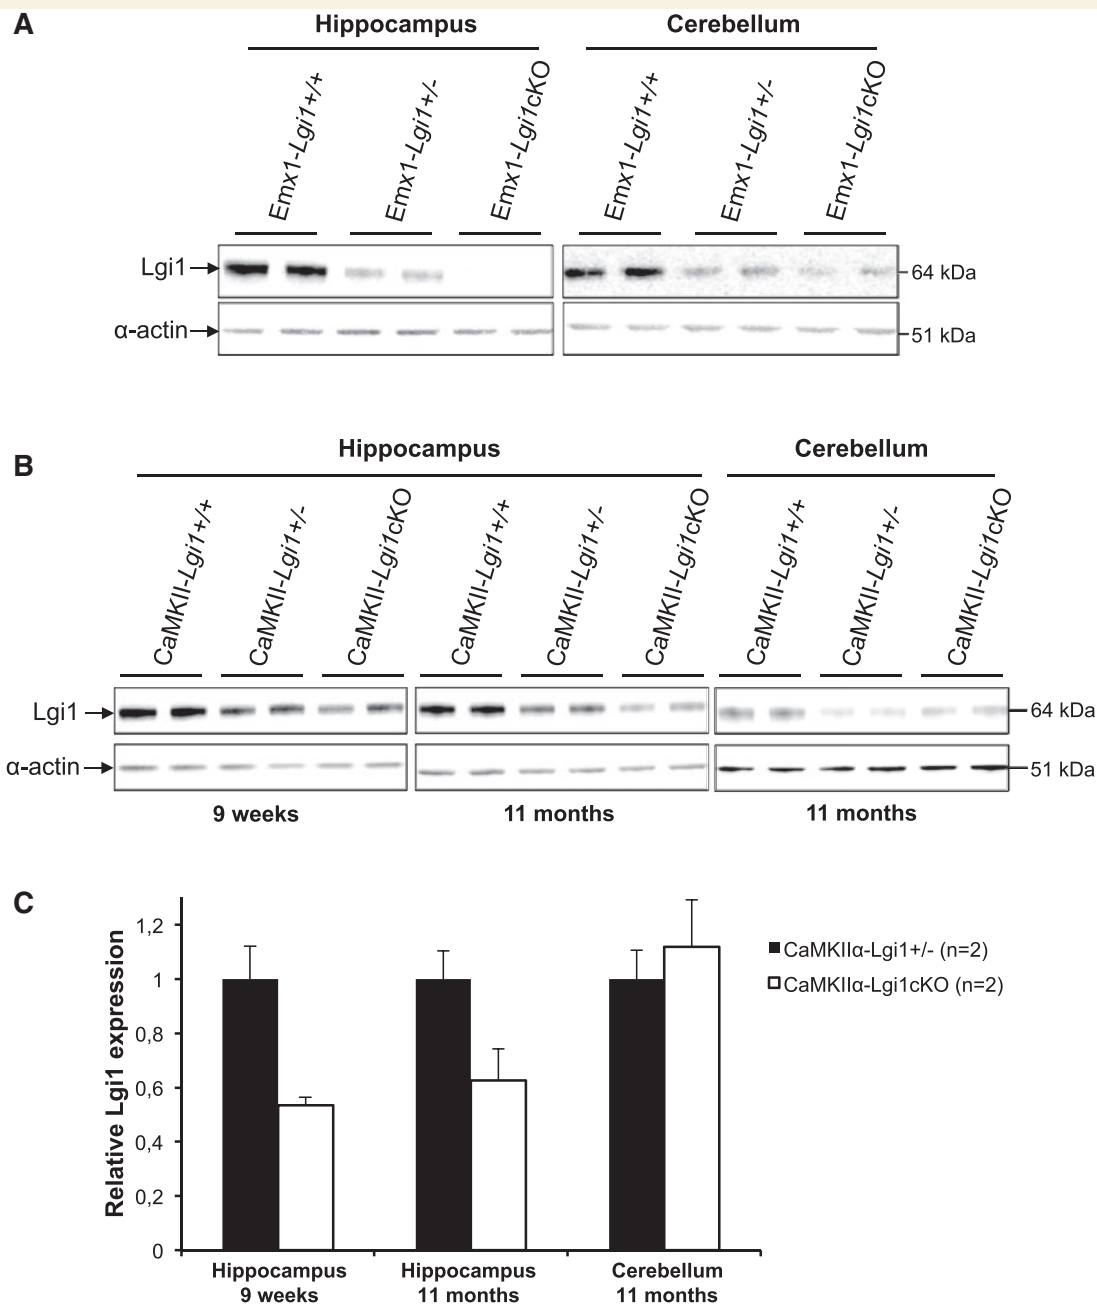 A
Hippocampus Cerebellum
Emx1-Lgi1+/+ Emx1-Lgi1+/- Emx1-Lgi1cKO Emx1-Lgi1+/+ Emx1-Lgi1+/- Emx1-Lgi1cKO
Lgi1 64 kDa
α-actin 51 kDa
B
Hippocampus Cerebellum
CaMKII-Lgi1+/+ CaMKII-Lgi1+/- CaMKII-Lgi1cKO CaMKII-Lgi1+/+ CaMKII-Lgi1+/- CaMKII-Lgi1cKO CaMKII-Lgi1+/+ CaMKII-Lgi1+/- CaMKII-Lgi1cKO
Lgi1 64 kDa
α-actin 51 kDa
9 weeks 11 months 11 months
C
Relative Lgi1 expression
1,2
1
0,8
0,6
0,4
0,2
0
CaMKIIα-Lgi1+/- (n=2)
CaMKIIα-Lgi1cKO (n=2)
Hippocampus Hippocampus Cerebellum
9 weeks 11 months 11 months